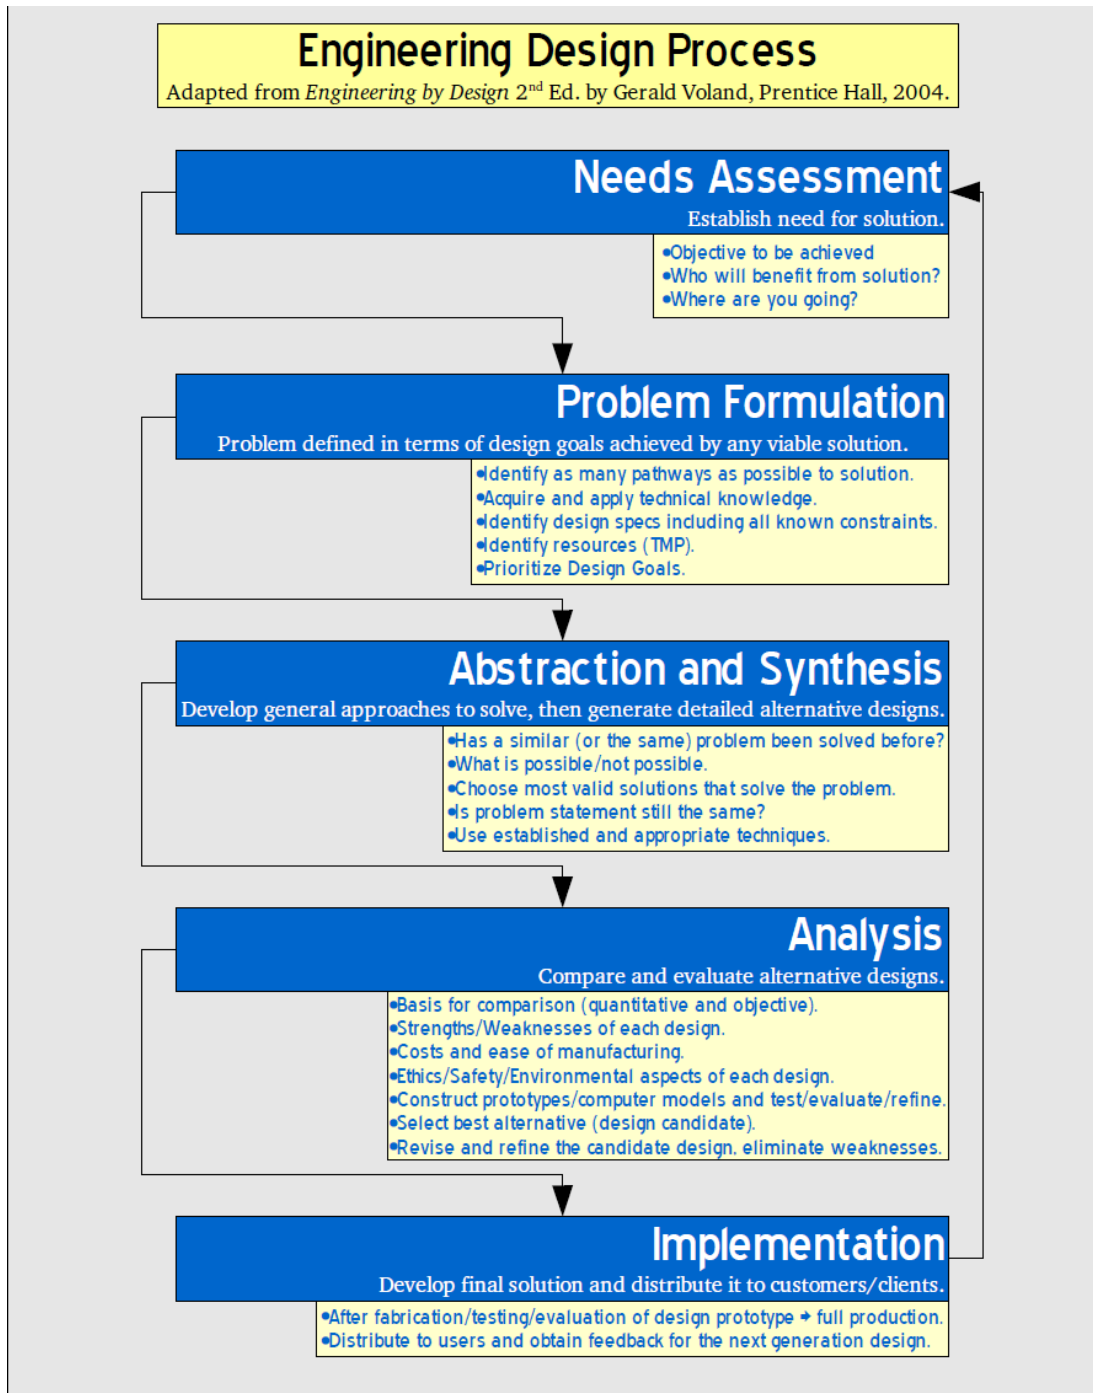 Engineering Design Process
Adapted from Engineering by Design 2nd Ed. by Gerald Voland, Prentice Hall, 2004.
Needs Assessment
Establish need for solution.
•Objective to be achieved
•Who will benefit from solution?
•Where are you going?
Problem Formulation
Problem defined in terms of design goals achieved by any viable solution.
•Identify as many pathways as possible to solution.
•Acquire and apply technical knowledge.
•Identify design specs including all known constraints.
•Identify resources (TMP).
•Prioritize Design Goals.
Abstraction and Synthesis
Develop general approaches to solve, then generate detailed alternative designs.
•Has a similar (or the same) problem been solved before?
•What is possible/not possible.
•Choose most valid solutions that solve the problem.
•Is problem statement still the same?
•Use established and appropriate techniques.
Analysis
Compare and evaluate alternative designs.
•Basis for comparison (quantitative and objective).
•Strengths/Weaknesses of each design.
•Costs and ease of manufacturing.
•Ethics/Safety/Environmental aspects of each design.
•Construct prototypes/computer models and test/evaluate/refine.
•Select best alternative (design candidate).
•Revise and refine the candidate design, eliminate weaknesses.
Implementation
Develop final solution and distribute it to customers/clients.
•After fabrication/testing/evaluation of design prototype → full production.
•Distribute to users and obtain feedback for the next generation design.